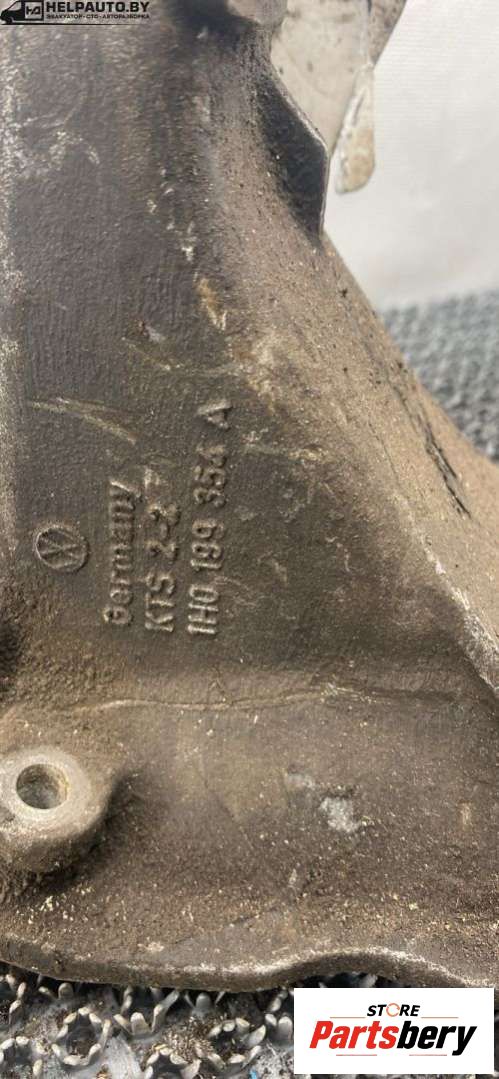 HELPAUTO.BY
ЭВАКУАТОР • СТО • АВТОРАЗБОРКА
Germany
KTS 2-2
1H0 199 354 A
STORE
Partsbery